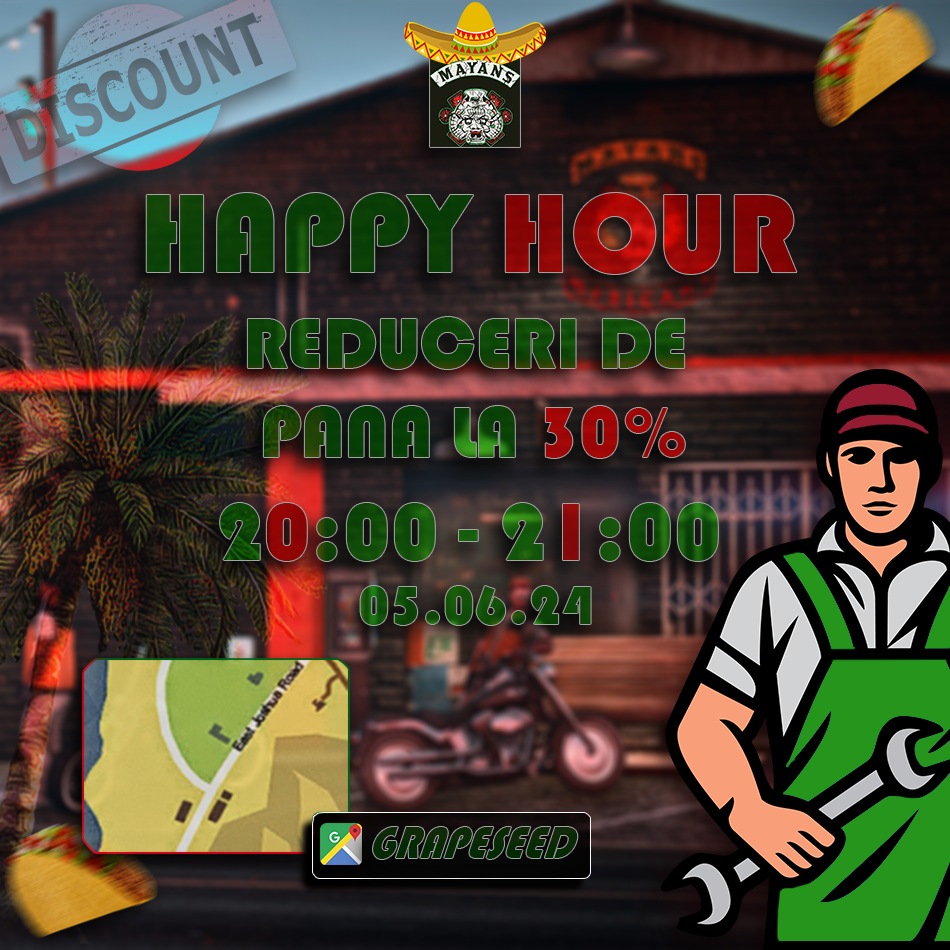 DISCOUNT
MAYANS
MAYANS
HAPPY HOUR
REDUCERI DE
PANA LA 30%
20:00 - 21:00
05.06.24
East Joshua Road
G GRAPESEED